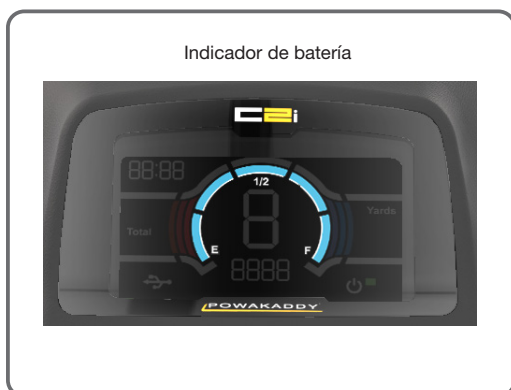 Indicador de batería
C2i
88:88
1/2
8
Total
Yards
E
F
8888
POWAKADDY